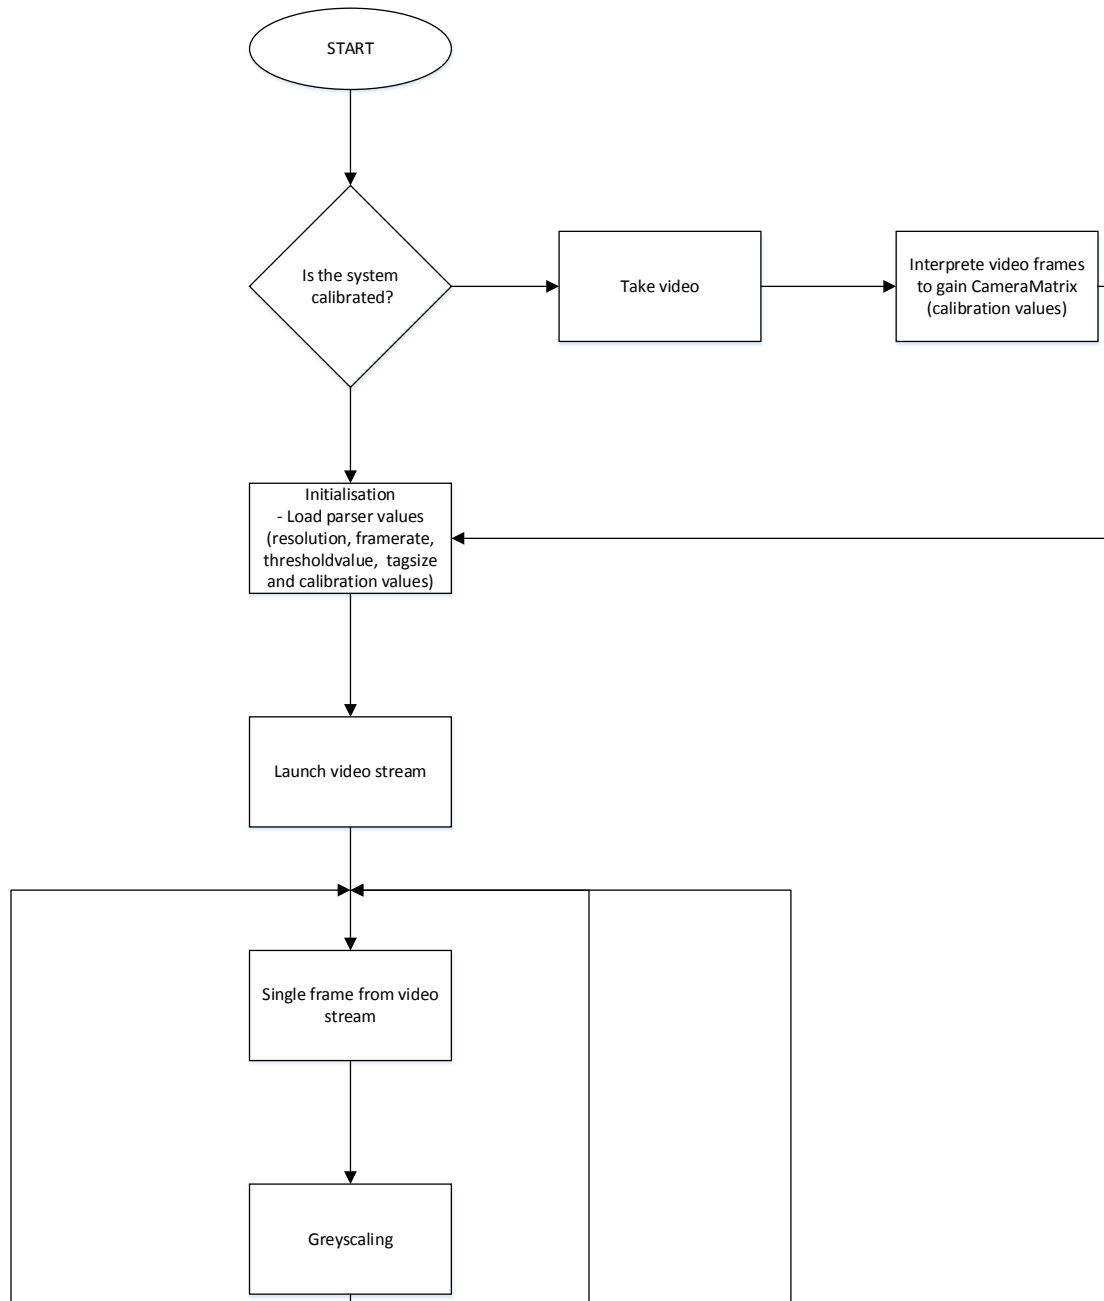 START
Is the system
calibrated?
Take video
Interprete video frames
to gain CameraMatrix
(calibration values)
Initialisation
- Load parser values
(resolution, framerate,
thresholdvalue,  tagsize
and calibration values)
Launch video stream
Single frame from video
stream
Greyscaling